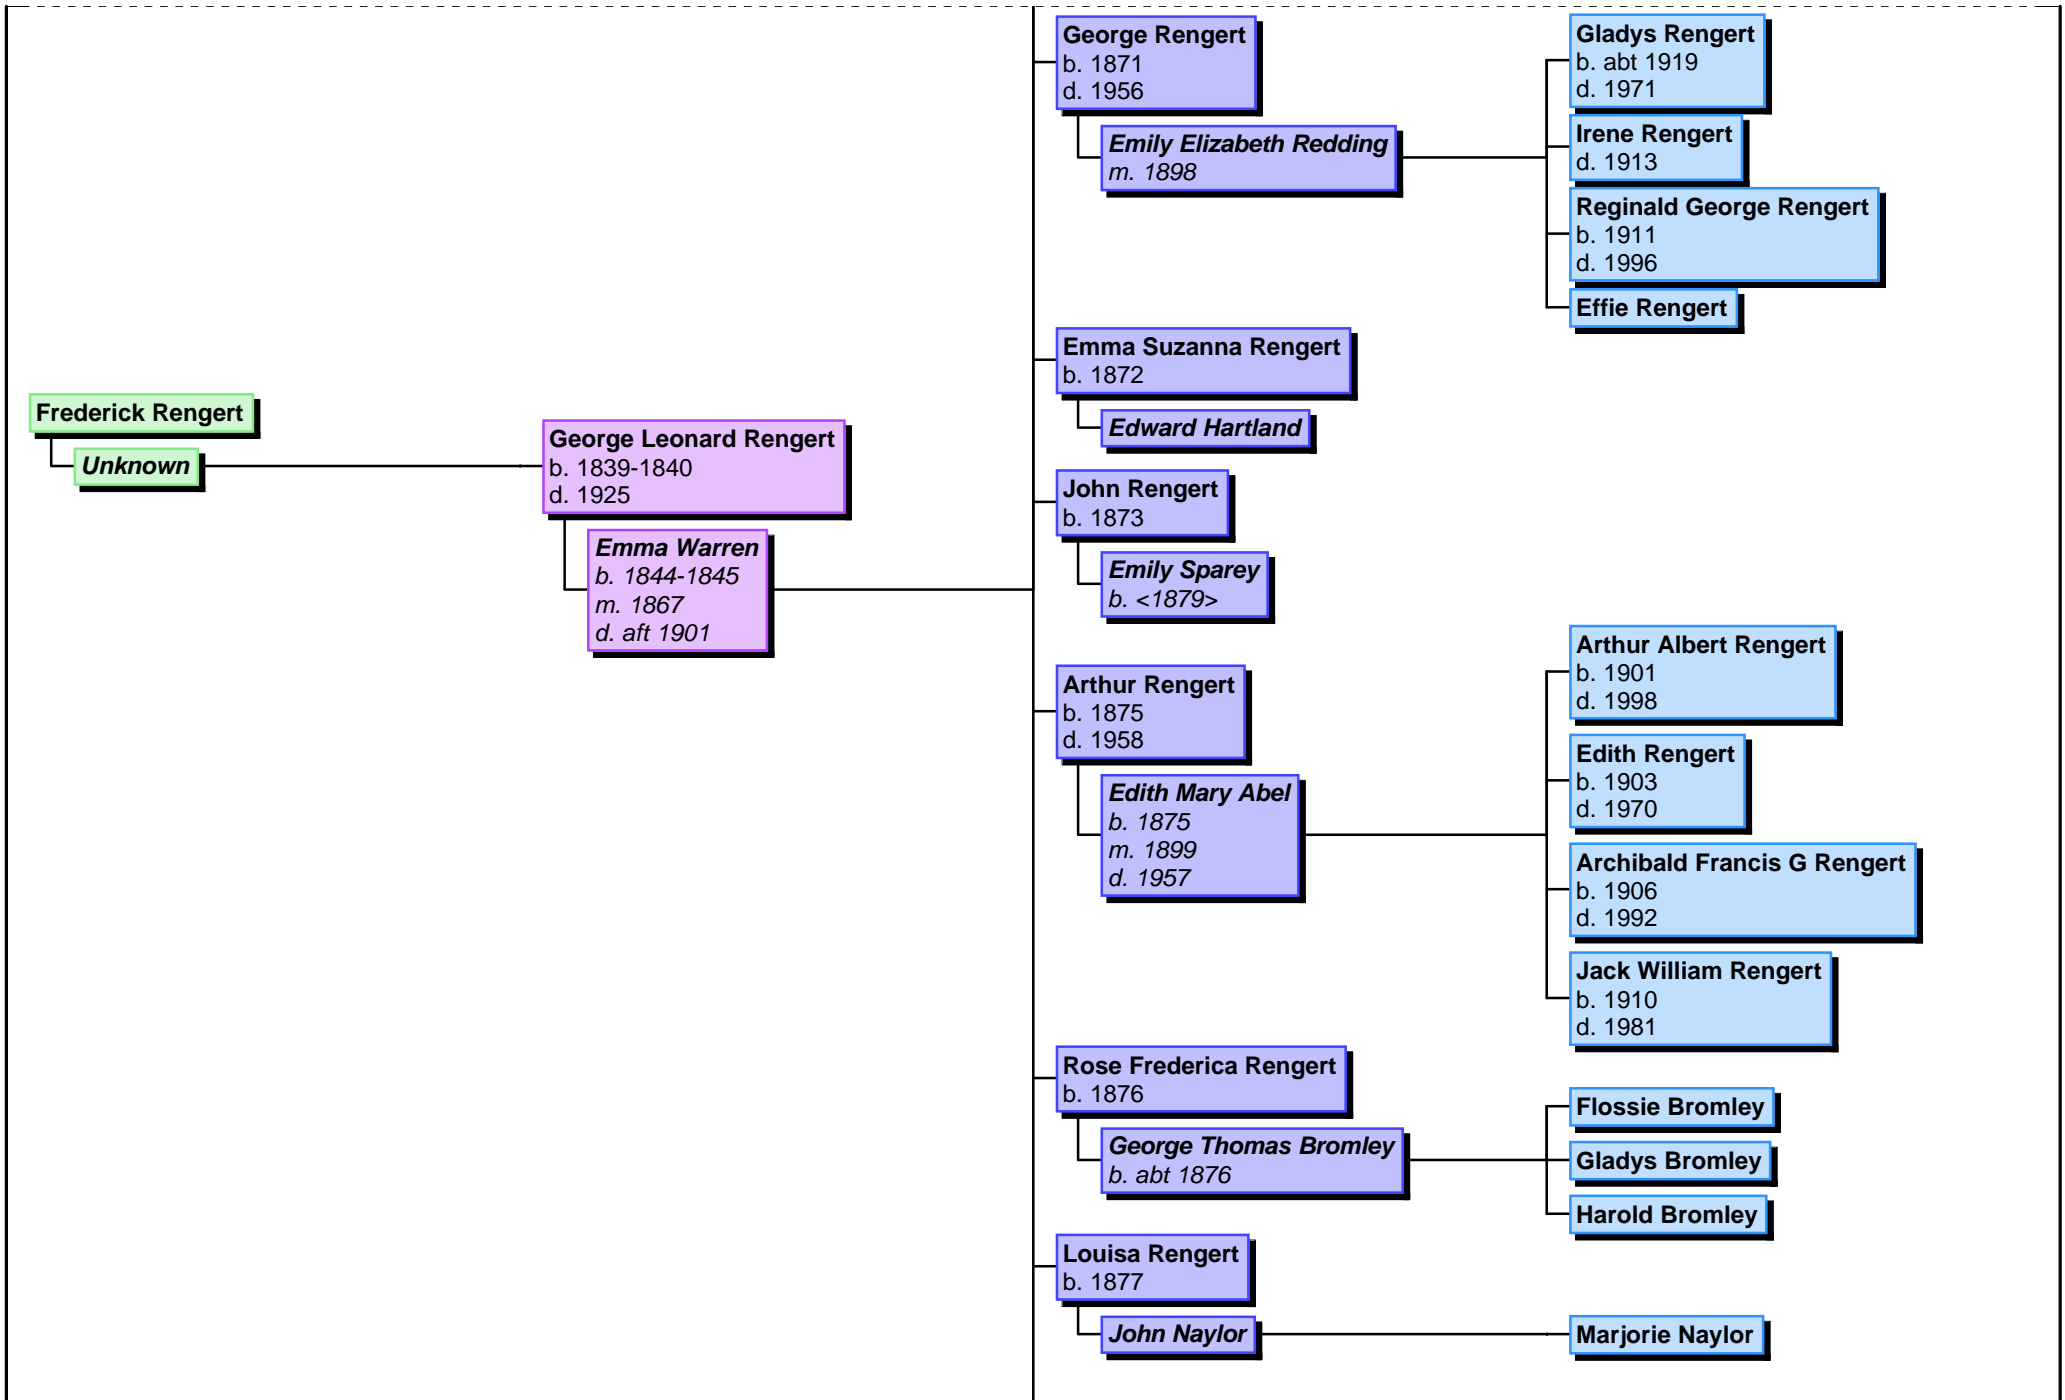 Frederick Rengert
Unknown
George Leonard Rengert
b. 1839-1840
d. 1925
Emma Warren
b. 1844-1845
m. 1867
d. aft 1901
George Rengert
b. 1871
d. 1956
Emily Elizabeth Redding
m. 1898
Gladys Rengert
b. abt 1919
d. 1971
Irene Rengert
d. 1913
Reginald George Rengert
b. 1911
d. 1996
Effie Rengert
Emma Suzanna Rengert
b. 1872
Edward Hartland
John Rengert
b. 1873
Emily Sparey
b. <1879>
Arthur Rengert
b. 1875
d. 1958
Edith Mary Abel
b. 1875
m. 1899
d. 1957
Arthur Albert Rengert
b. 1901
d. 1998
Edith Rengert
b. 1903
d. 1970
Archibald Francis G Rengert
b. 1906
d. 1992
Jack William Rengert
b. 1910
d. 1981
Rose Frederica Rengert
b. 1876
George Thomas Bromley
b. abt 1876
Flossie Bromley
Gladys Bromley
Harold Bromley
Louisa Rengert
b. 1877
John Naylor
Marjorie Naylor